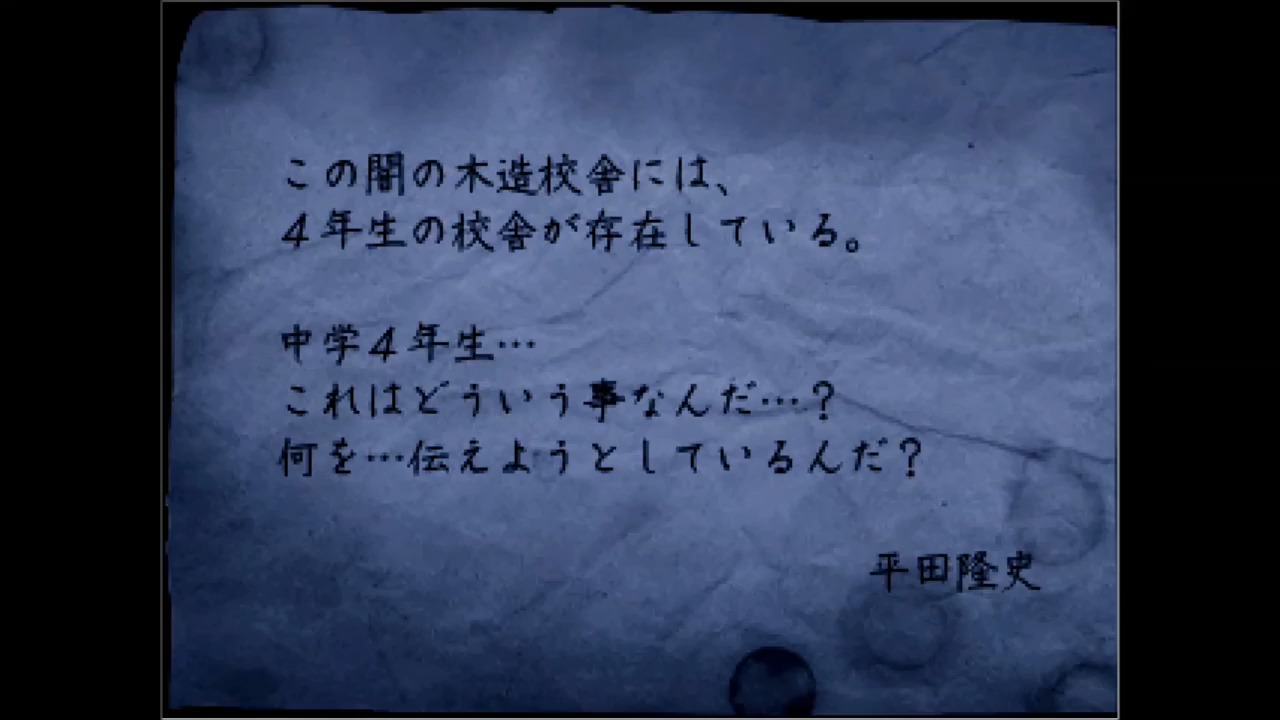 この闇の木造校舎には、
４年生の校舎が存在している。
中学４年生…
これはどういう事なんだ…？
何を…伝えようとしているんだ？
平田隆史